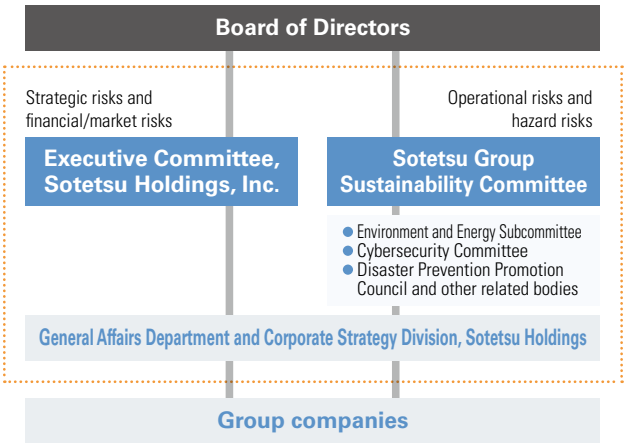 Board of Directors
Strategic risks and
financial/market risks
Operational risks and
hazard risks
Executive Committee,
Sotetsu Holdings, Inc.
Sotetsu Group
Sustainability Committee
● Environment and Energy Subcommittee
● Cybersecurity Committee
● Disaster Prevention Promotion
Council and other related bodies
General Affairs Department and Corporate Strategy Division, Sotetsu Holdings
Group companies